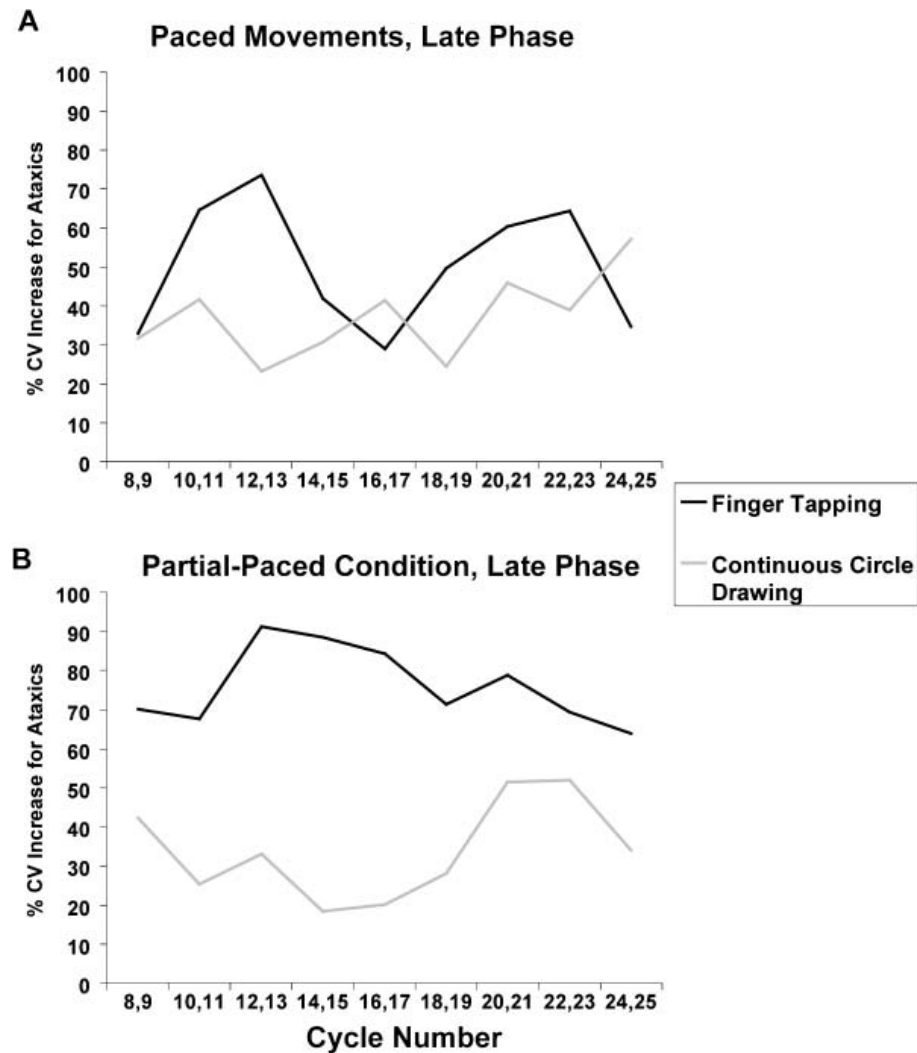 A
Paced Movements, Late Phase
% CV Increase for Ataxics
100
90
80
70
60
50
40
30
20
10
0
8,9 10,11 12,13 14,15 16,17 18,19 20,21 22,23 24,25
Finger Tapping
Continuous Circle
Drawing
B
Partial-Paced Condition, Late Phase
% CV Increase for Ataxics
100
90
80
70
60
50
40
30
20
10
0
8,9 10,11 12,13 14,15 16,17 18,19 20,21 22,23 24,25
Cycle Number